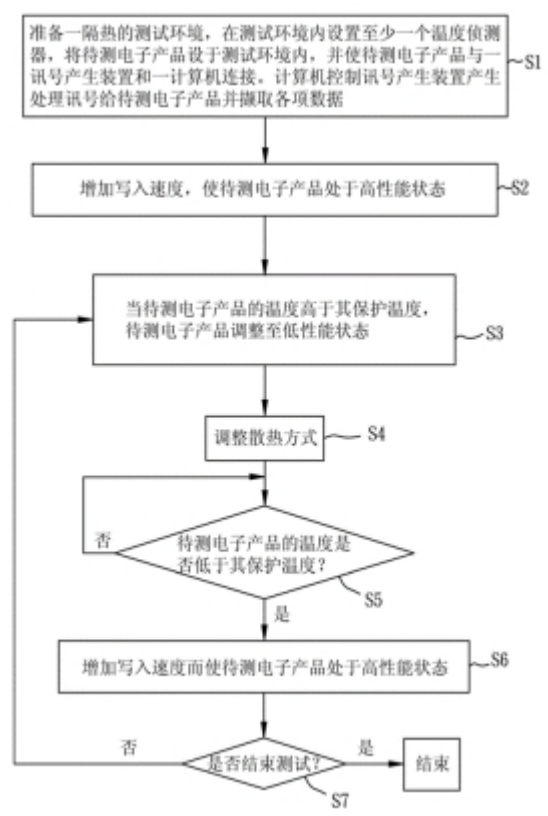 准备一隔热的测试环境，在测试环境内设置至少一个温度侦测
器，将待测电子产品设于测试环境内，并使待测电子产品与一
讯号产生装置和一计算机连接。计算机控制讯号产生装置产生
处理讯号给待测电子产品并撷取各项数据
S1
增加写入速度，使待测电子产品处于高性能状态
S2
当待测电子产品的温度高于其保护温度，
待测电子产品调整至低性能状态
S3
调整散热方式
S4
否
待测电子产品的温度是
否低于其保护温度？
S5
是
增加写入速度而使待测电子产品处于高性能状态
S6
否
是否结束测试？
是
结束
S7